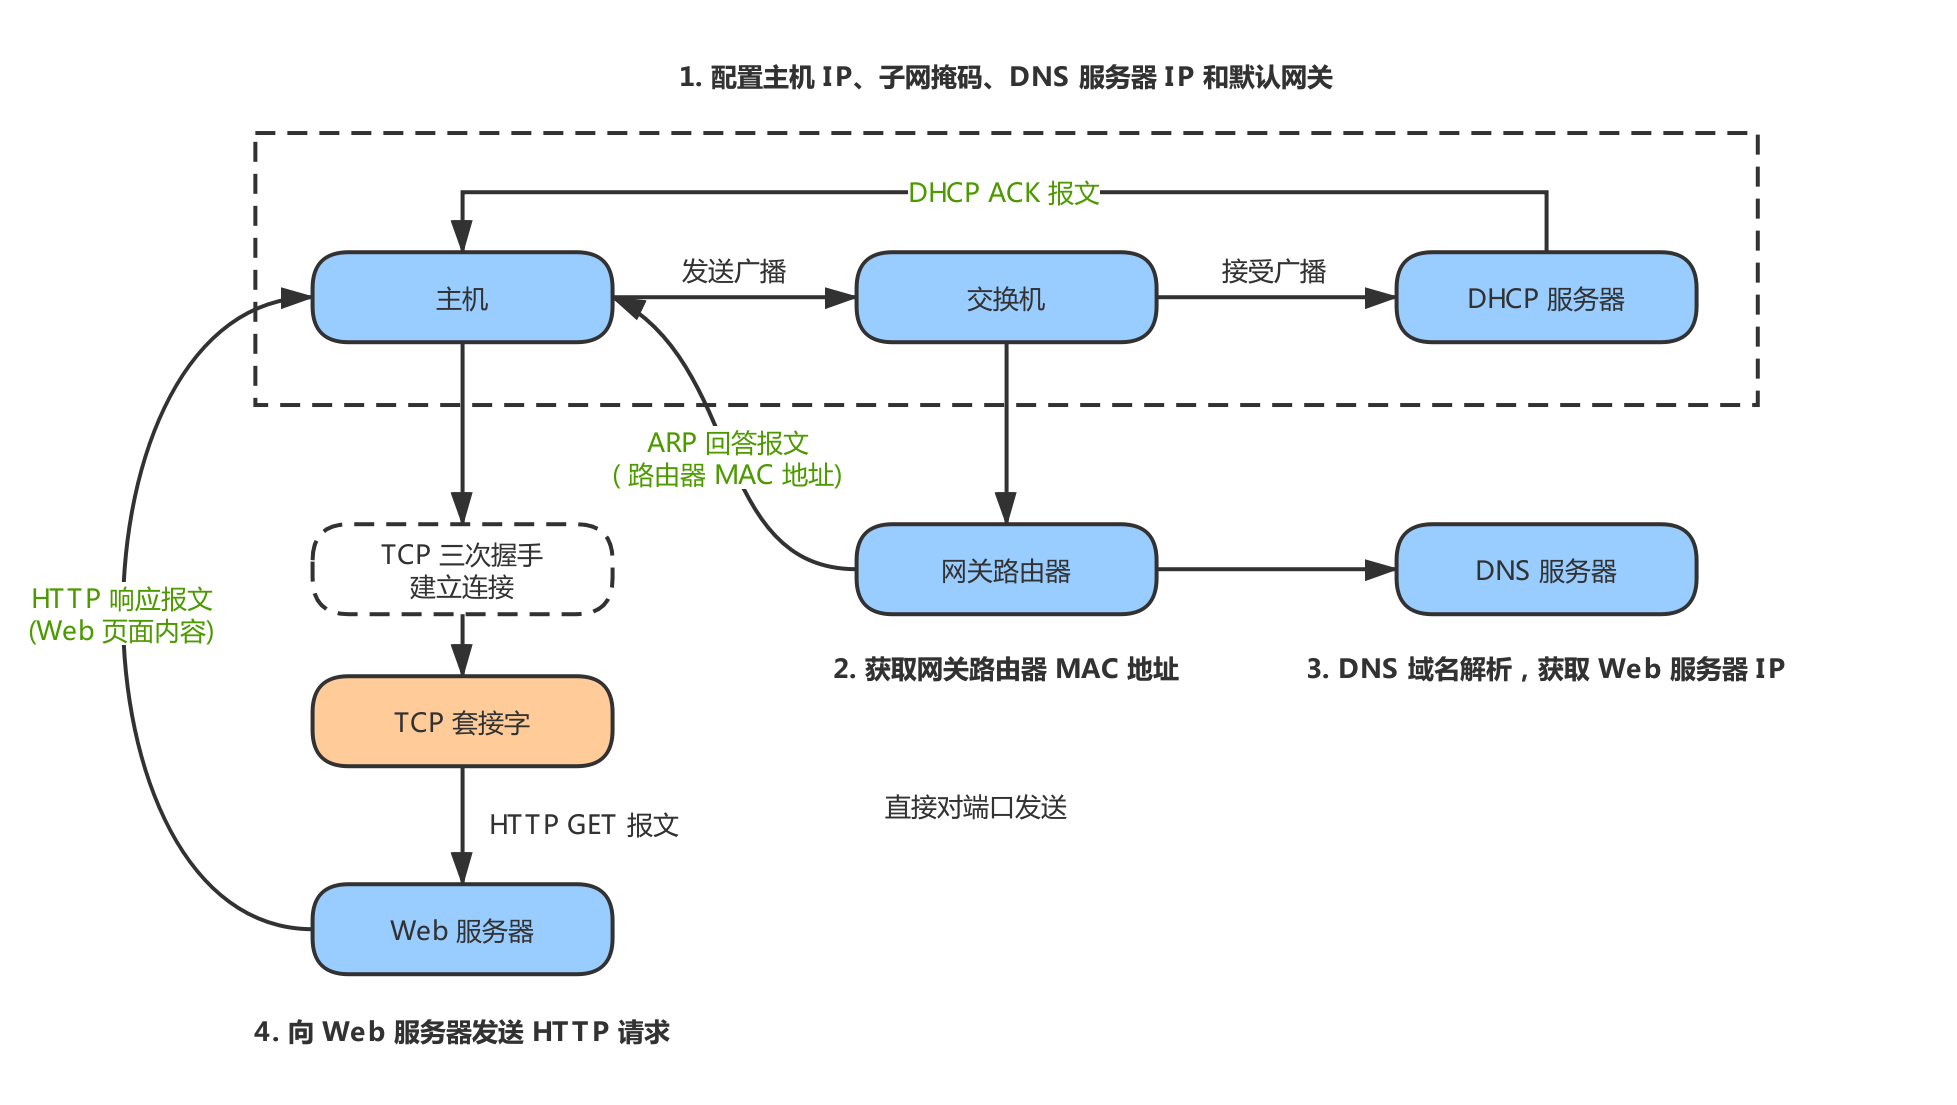 1. 配置主机 IP、子网掩码、DNS 服务器 IP 和默认网关
DHCP ACK 报文
主机
发送广播
交换机
接受广播
DHCP 服务器
ARP 回答报文
( 路由器 MAC 地址)
TCP 三次握手
建立连接
网关路由器
DNS 服务器
HTTP 响应报文
(Web 页面内容)
2. 获取网关路由器 MAC 地址
3. DNS 域名解析，获取 Web 服务器 IP
TCP 套接字
直接对端口发送
HTTP GET 报文
Web 服务器
4. 向 Web 服务器发送 HTTP 请求